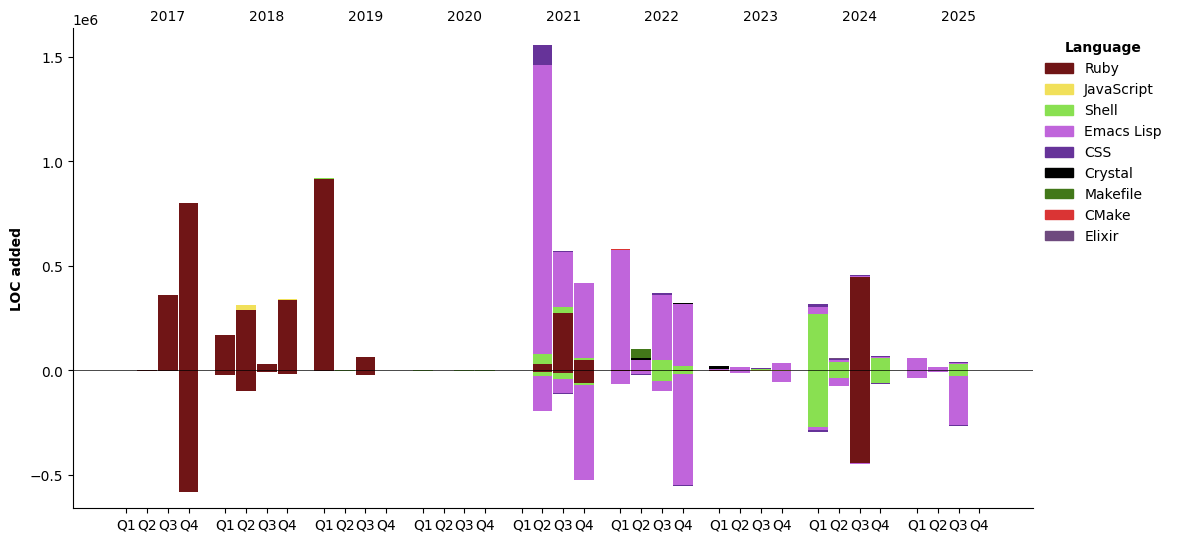 1e6
2017 2018 2019 2020 2021 2022 2023 2024 2025
LOC added
1.5
1.0
0.5
0.0
−0.5
Q1 Q2 Q3 Q4 Q1 Q2 Q3 Q4 Q1 Q2 Q3 Q4 Q1 Q2 Q3 Q4 Q1 Q2 Q3 Q4 Q1 Q2 Q3 Q4 Q1 Q2 Q3 Q4 Q1 Q2 Q3 Q4 Q1 Q2 Q3 Q4
Language
Ruby
JavaScript
Shell
Emacs Lisp
CSS
Crystal
Makefile
CMake
Elixir